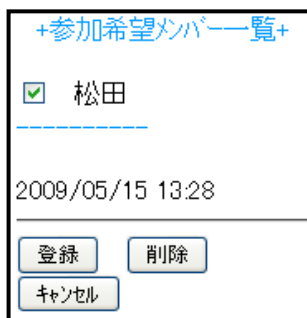 +参加希望ﾒﾝﾊﾞｰ一覧+
松田
----------
2009/05/15 13:28
登録 削除
ｷｬﾝｾﾙ